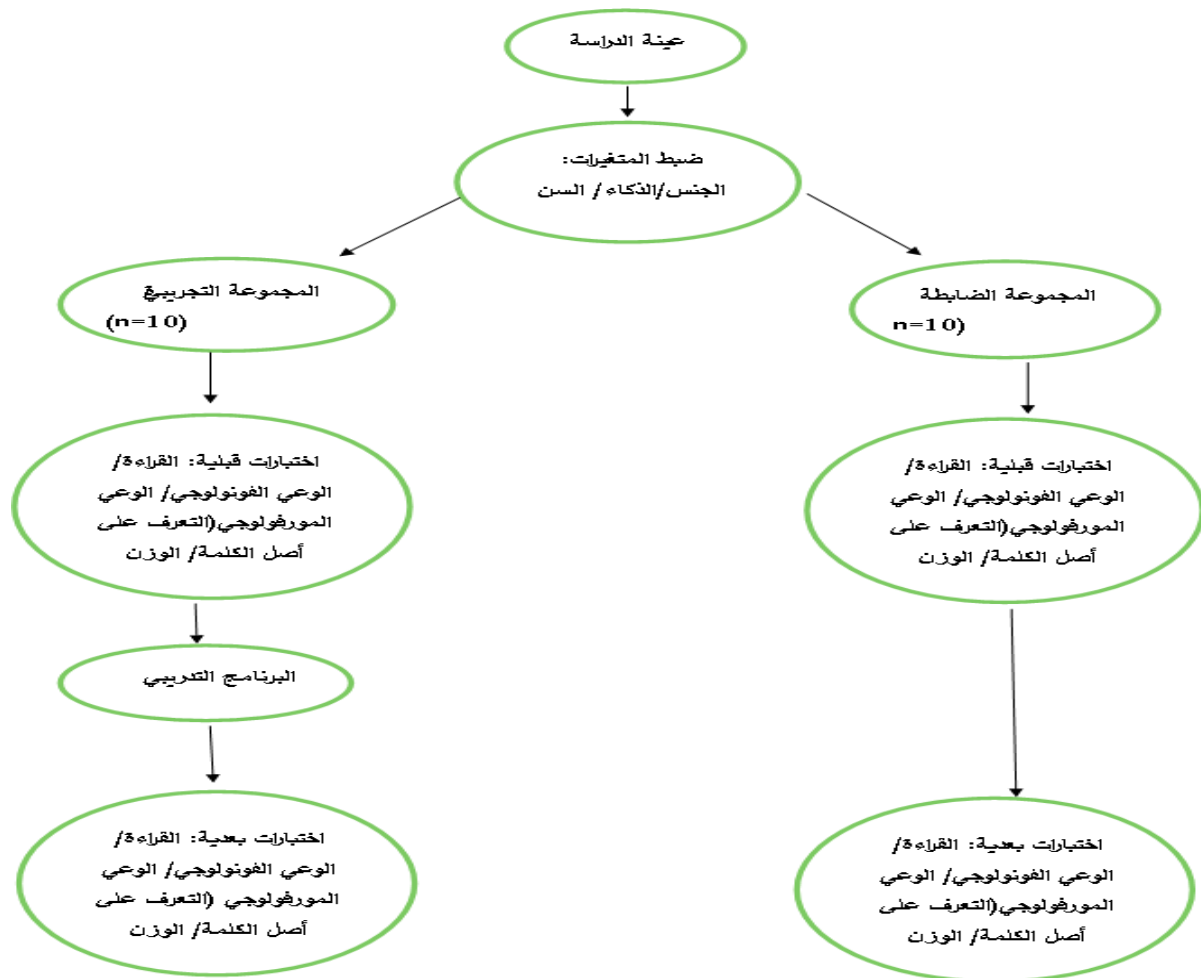 عينة الدراسة
ضبط المتغيرات:
الجنس/الذكاء/ السن
المجموعة التجريبية
(n=10)
المجموعة الضابطة
n=10)
اختبارات قبلية: القراءة/
الوعي الفونولوجي/ الوعي
المورفولوجي(التعرف على
أصل الكلمة/ الوزن
اختبارات قبلية: القراءة/
الوعي الفونولوجي/ الوعي
المورفولوجي(التعرف على
أصل الكلمة/ الوزن
البرنامج التدريبي
اختبارات بعدية: القراءة/
الوعي الفونولوجي/ الوعي
المورفولوجي (التعرف على
أصل الكلمة/ الوزن
اختبارات بعدية: القراءة/
الوعي الفونولوجي/ الوعي
المورفولوجي(التعرف على
أصل الكلمة/ الوزن